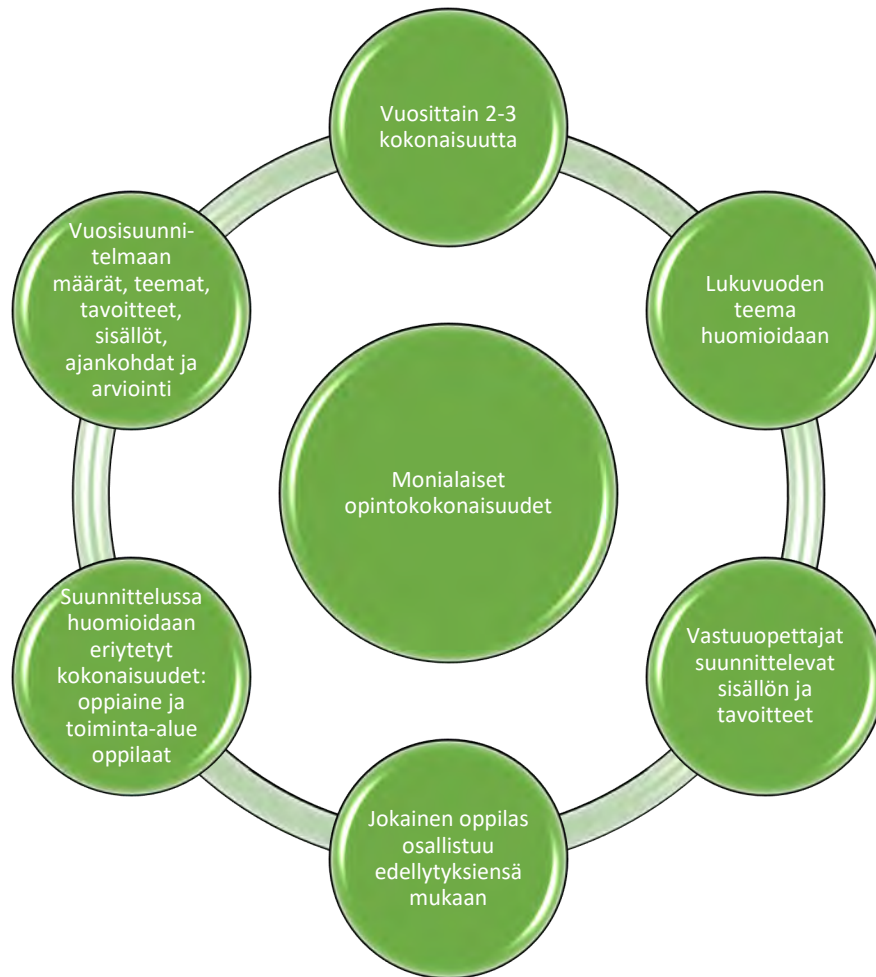 Vuosittain 2-3
kokonaisuutta
Lukuvuoden
teema
huomioidaan
Vastuuopettajat
suunnittelevat
sisällön ja
tavoitteet
Jokainen oppilas
osallistuu
edellytyksiensä
mukaan
Suunnittelussa
huomioidaan
eriytetyt
kokonaisuudet:
oppiaine ja
toiminta-alue
oppilaat
Vuosisuunni-
telmaan
määrät, teemat,
tavoitteet,
sisällöt,
ajankohdat ja
arviointi
Monialaiset
opintokokonaisuudet